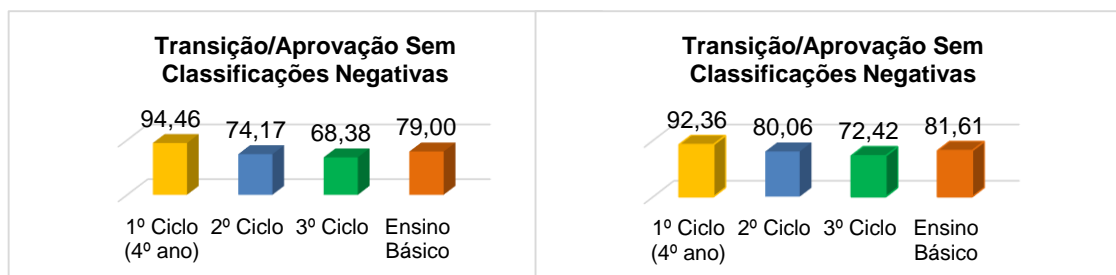 Transição/Aprovação Sem
Classificações Negativas
94,46
74,17
68,38
79,00
1º Ciclo
(4º ano)
2º Ciclo
3º Ciclo
Ensino
Básico
Transição/Aprovação Sem
Classificações Negativas
92,36
80,06
72,42
81,61
1º Ciclo
(4º ano)
2º Ciclo
3º Ciclo
Ensino
Básico